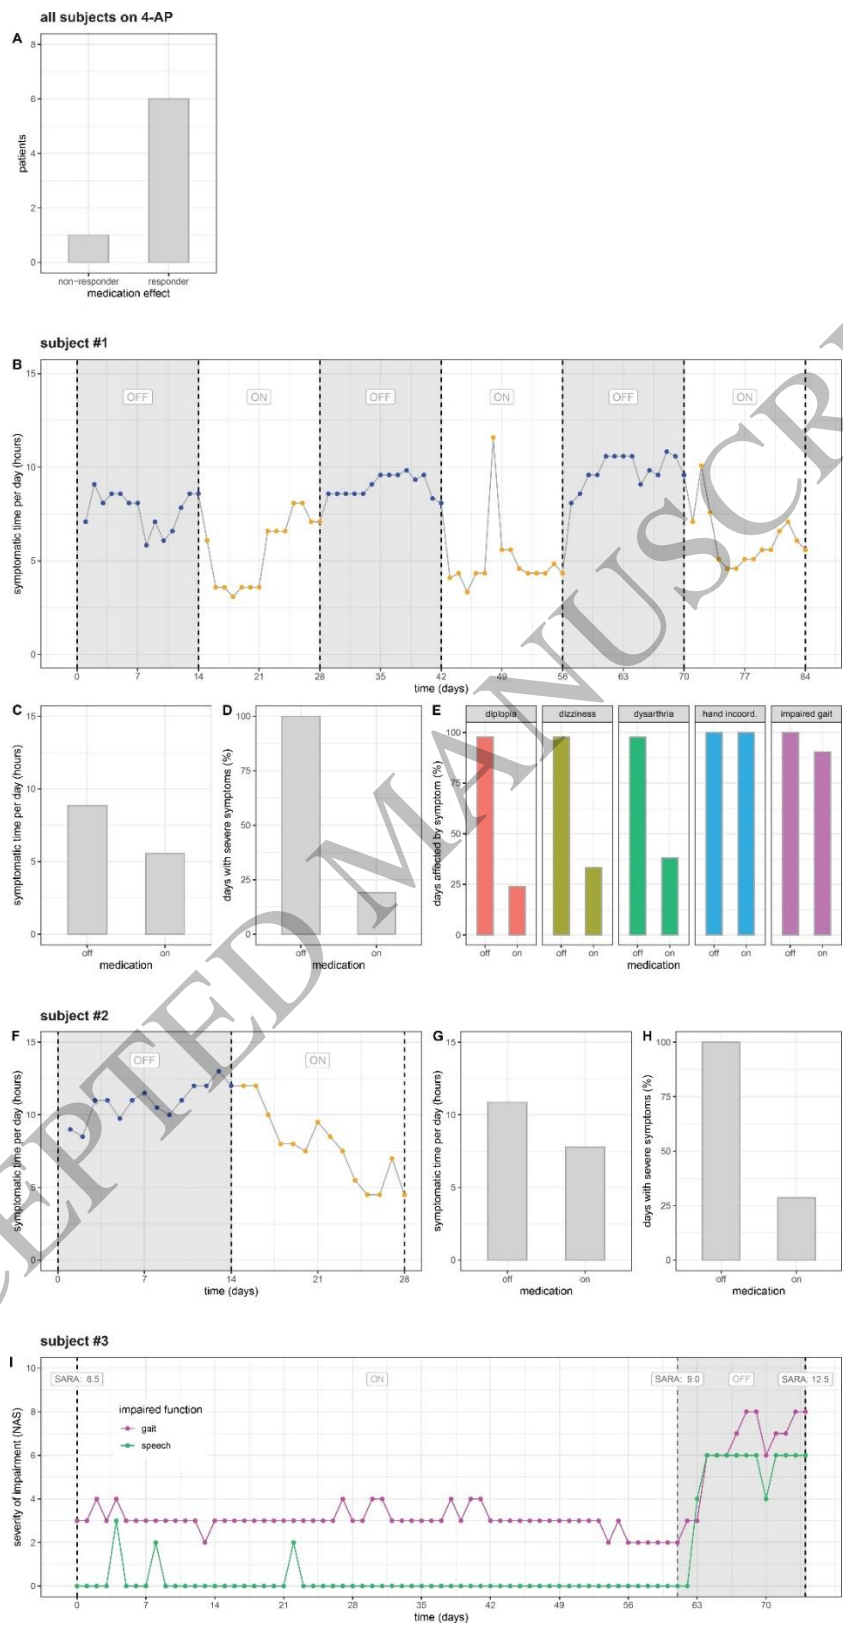 all subjects on 4-AP
A
8
6
4
2
0
patients
non-responder responder
medication effect
subject #1
B
15
10
5
0
symptomatic time per day (hours)
OFF ON OFF ON OFF ON
0 7 14 21 28 35 42 49 56 63 70 77 84
time (days)
C
15
10
5
0
symptomatic time per day (hours)
off on
medication
D
100
75
50
25
0
days with severe symptoms (%)
off on
medication
E
diplopia dizziness dysarthria hand incoord. impaired gait
100
75
50
25
0
days affected by symptom (%)
off on off on off on off on off on
medication
subject #2
F
15
10
5
0
symptomatic time per day (hours)
OFF ON
0 7 14 21 28
time (days)
G
15
10
5
0
symptomatic time per day (hours)
off on
medication
H
100
75
50
25
0
days with severe symptoms (%)
off on
medication
subject #3
I
10
8
6
4
2
0
severity of impairment (NAS)
SARA: 8.5 ON SARA: 9.0 OFF SARA: 12.5
impaired function
gait
speech
0 7 14 21 28 35 42 49 56 63 70
time (days)
CEPTED MANUSCRI